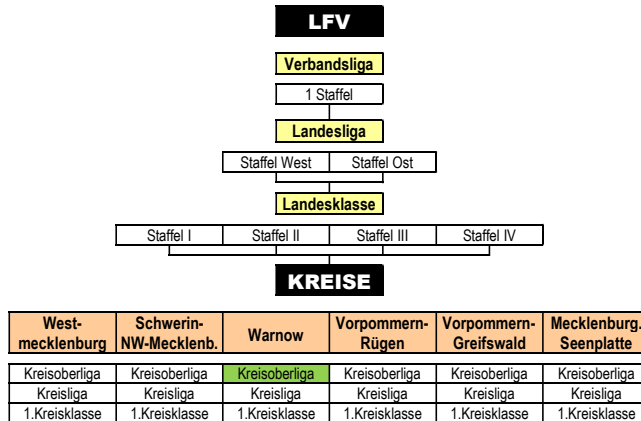 LFV
Verbandsliga
1 Staffel
Landesliga
Staffel West Staffel Ost
Landesklasse
Staffel I Staffel II Staffel III Staffel IV
KREISE
West- Schwerin- Warnow Vorpommern- Vorpommern- Mecklenburg.
mecklenburg NW-Mecklenb. Rügen Greifswald Seenplatte
Kreisoberliga Kreisoberliga Kreisoberliga Kreisoberliga Kreisoberliga Kreisoberliga
Kreisliga Kreisliga Kreisliga Kreisliga Kreisliga Kreisliga
1.Kreisklasse 1.Kreisklasse 1.Kreisklasse 1.Kreisklasse 1.Kreisklasse 1.Kreisklasse